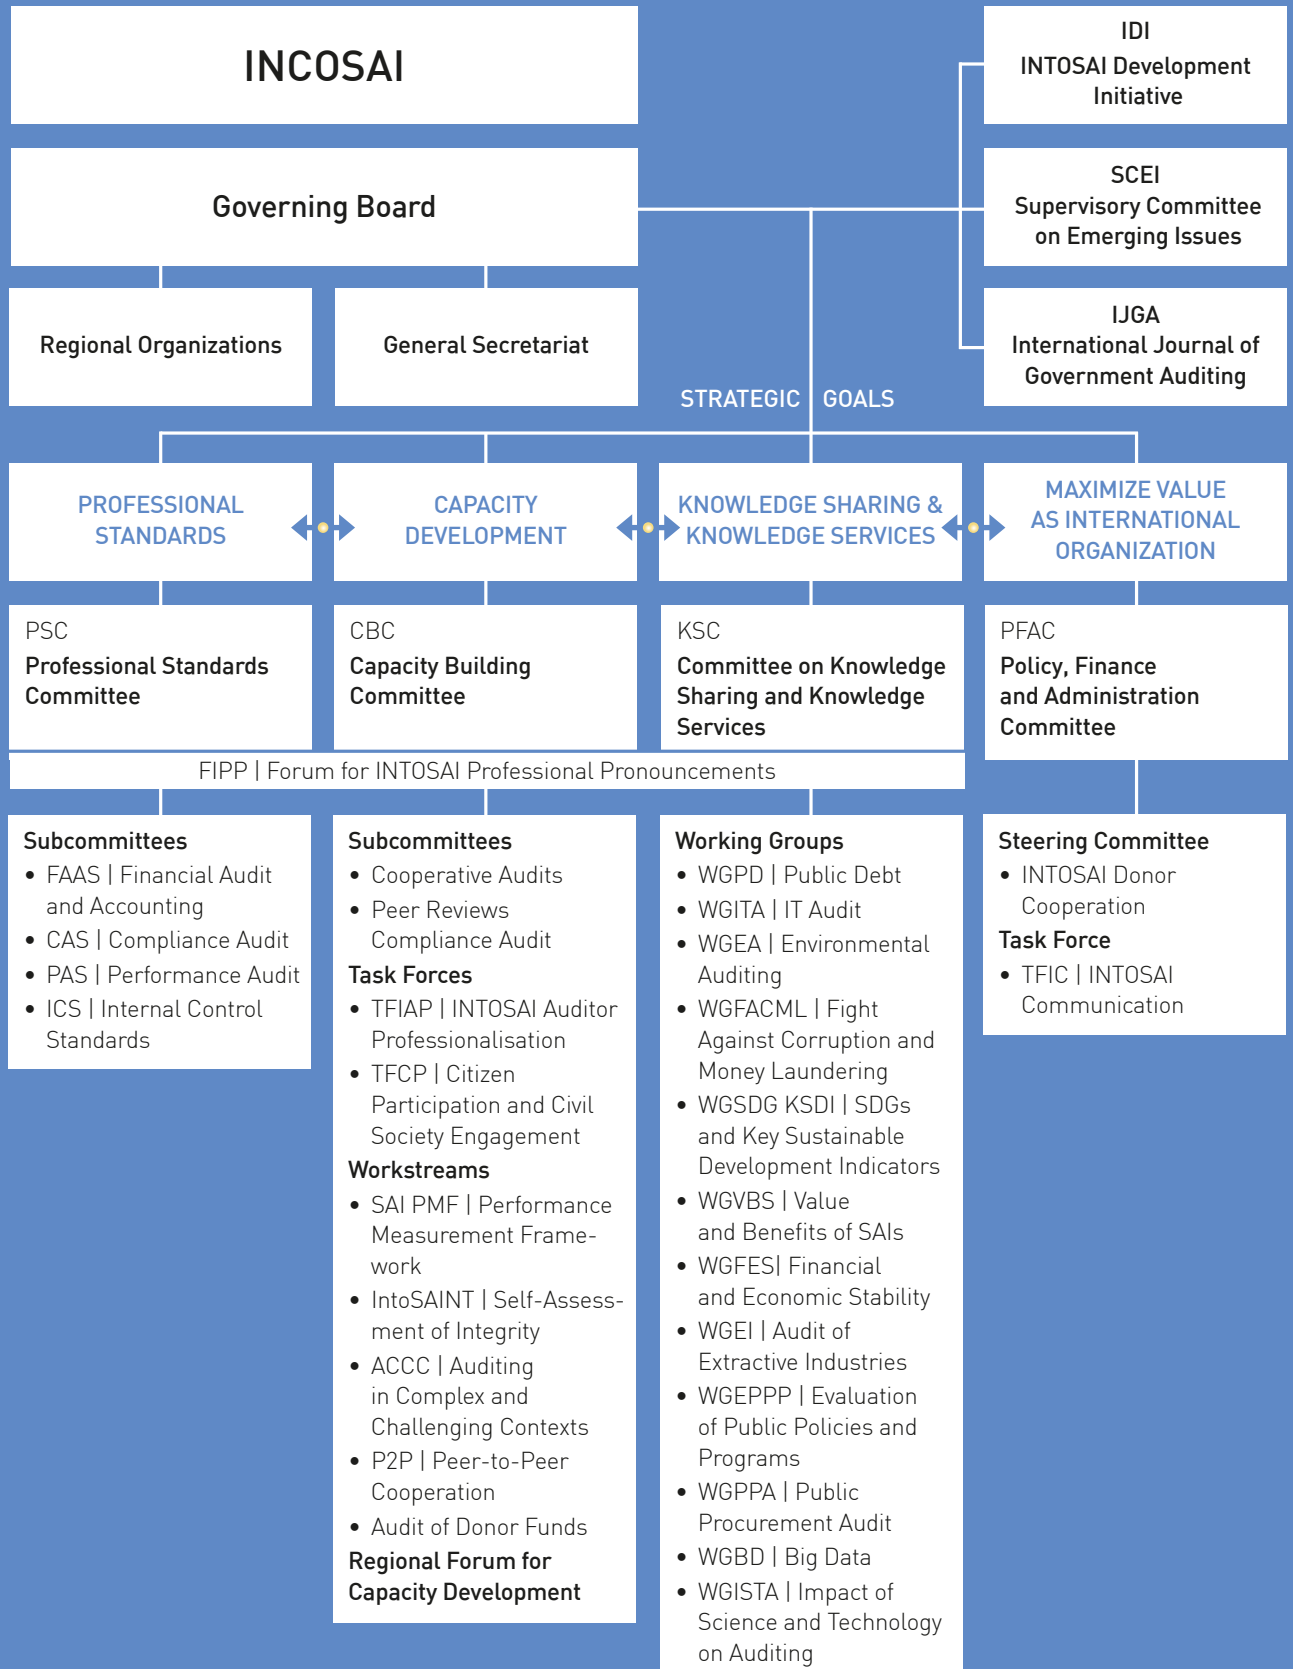 INCOSAI
IDI
INTOSAI Development
Initiative
Governing Board
SCEI
Supervisory Committee
on Emerging Issues
Regional Organizations
General Secretariat
IJGA
International Journal of
Government Auditing
STRATEGIC GOALS
PROFESSIONAL
STANDARDS
CAPACITY
DEVELOPMENT
KNOWLEDGE SHARING &
KNOWLEDGE SERVICES
MAXIMIZE VALUE
AS INTERNATIONAL
ORGANIZATION
PSC
Professional Standards
Committee
CBC
Capacity Building
Committee
KSC
Committee on Knowledge
Sharing and Knowledge
Services
PFAC
Policy, Finance
and Administration
Committee
FIPP | Forum for INTOSAI Professional Pronouncements
Subcommittees
• FAAS | Financial Audit
and Accounting
• CAS | Compliance Audit
• PAS | Performance Audit
• ICS | Internal Control
Standards
Subcommittees
• Cooperative Audits
• Peer Reviews
Compliance Audit
Task Forces
• TFIAP | INTOSAI Auditor
Professionalisation
• TFCP | Citizen
Participation and Civil
Society Engagement
Workstreams
• SAI PMF | Performance
Measurement Frame-
work
• IntoSAINT | Self-Assess-
ment of Integrity
• ACCC | Auditing
in Complex and
Challenging Contexts
• P2P | Peer-to-Peer
Cooperation
• Audit of Donor Funds
Regional Forum for
Capacity Development
Working Groups
• WGPD | Public Debt
• WGITA | IT Audit
• WGEA | Environmental
Auditing
• WGFACML | Fight
Against Corruption and
Money Laundering
• WGSDG KSDI | SDGs
and Key Sustainable
Development Indicators
• WGVBS | Value
and Benefits of SAIs
• WGFES| Financial
and Economic Stability
• WGEI | Audit of
Extractive Industries
• WGEPPP | Evaluation
of Public Policies and
Programs
• WGPPA | Public
Procurement Audit
• WGBD | Big Data
• WGISTA | Impact of
Science and Technology
on Auditing
Steering Committee
• INTOSAI Donor
Cooperation
Task Force
• TFIC | INTOSAI
Communication